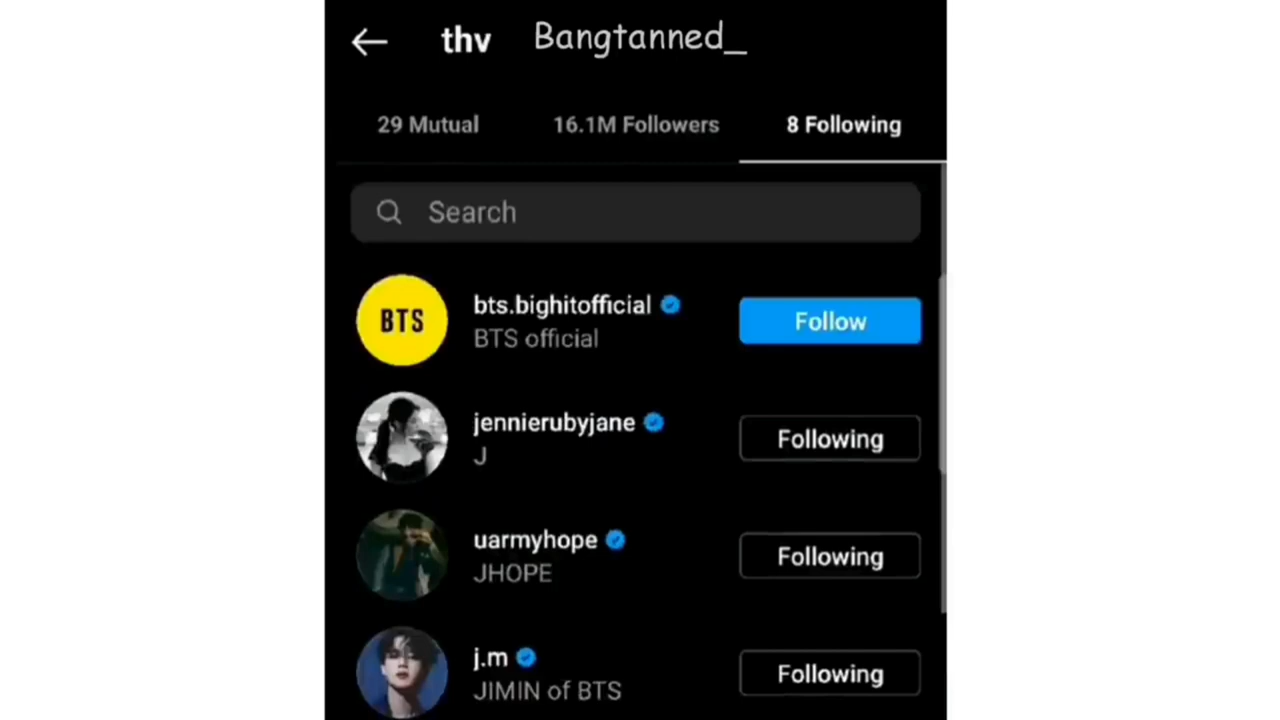 thv Bangtanned_
29 Mutual 16.1M Followers 8 Following
Search
BTS
bts.bighitofficial
BTS official
Follow
jennierubyjane
J
Following
uarmyhope
JHOPE
Following
j.m
JIMIN of BTS
Following